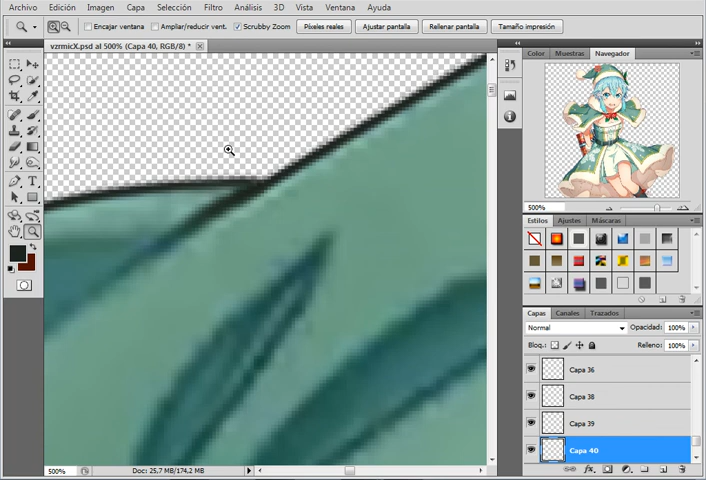 Archivo Edición Imagen Capa Selección Filtro Análisis 3D Vista Ventana Ayuda
Encajar ventana Ampliar/reducir vent. Scrubby Zoom Píxeles reales Ajustar pantalla Rellenar pantalla Tamaño impresión
vzrmicX.psd al 500% (Capa 40, RGB/8) *
Color Muestras Navegador
500%
Estilos Ajustes Máscaras
Capas Canales Trazados
Normal Opacidad: 100%
Bloq.: Relleno: 100%
Capa 36
Capa 38
Capa 39
Capa 40
500% Doc: 25,7 MB/174,2 MB